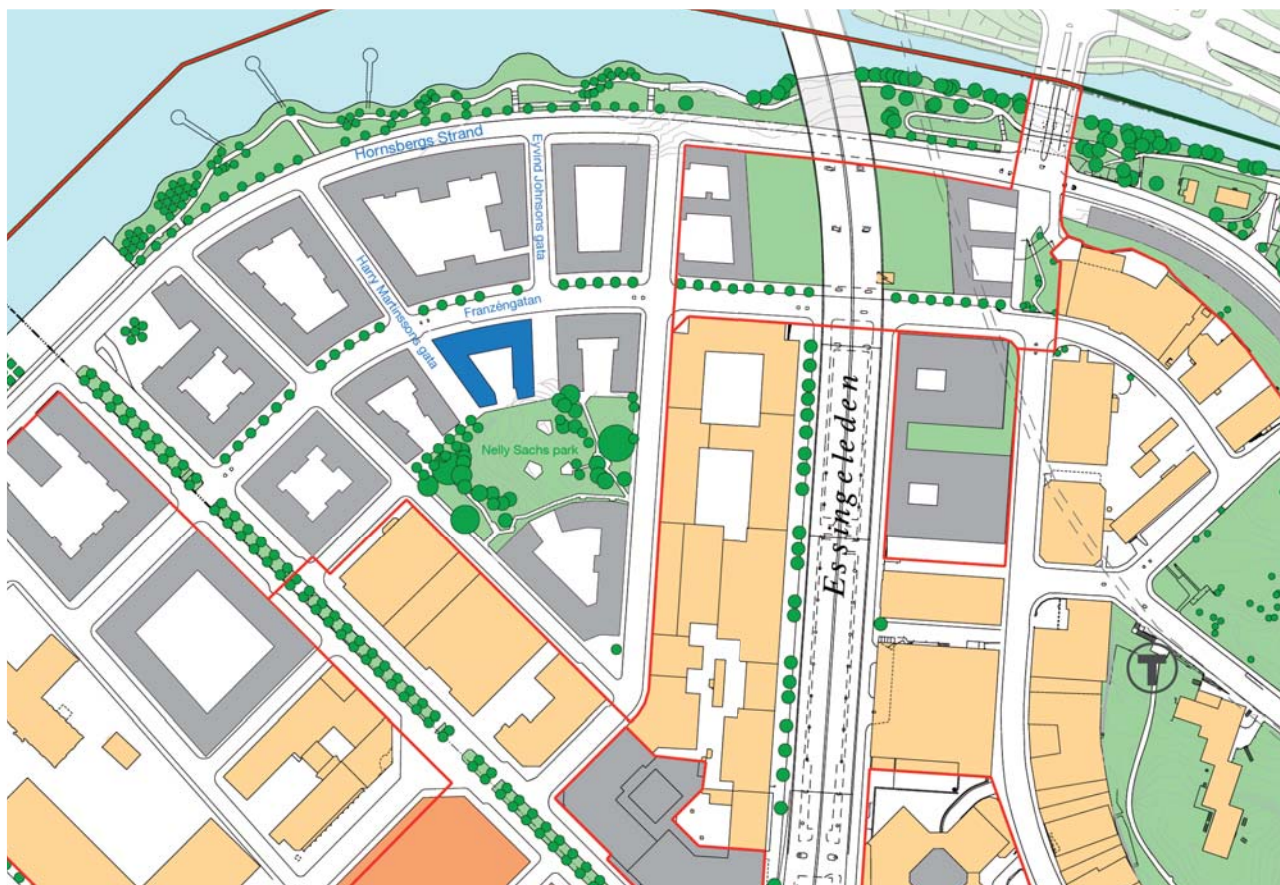 Hornsbergs Strand
Eyvind Johnsons gata
Harry Martinssons gata
Franzéngatan
Nelly Sachs park
Essingeleden
T